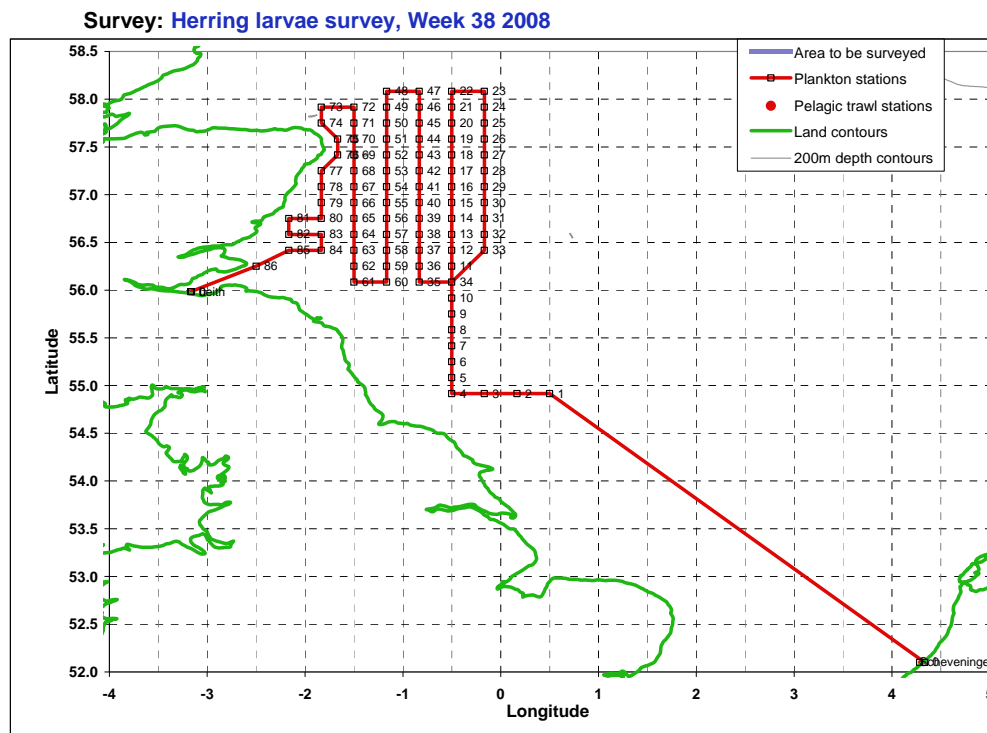 Survey: Herring larvae survey, Week 38 2008
58.5
58.0
57.5
57.0
56.5
56.0
55.5
55.0
54.5
54.0
53.5
53.0
52.5
52.0
Latitude
Area to be surveyed
Plankton stations
Pelagic trawl stations
Land contours
200m depth contours
48 47 22 23
73 72 49 46 21 24
74 71 50 45 20 25
75 70 51 44 19 26
76 69 52 43 18 27
77 68 53 42 17 28
78 67 54 41 16 29
79 66 55 40 15 30
81 80 65 56 39 14 31
82 83 64 57 38 13 32
85 84 63 58 37 12 33
86 62 59 36 11
61 60 35 34
10
9
8
7
6
5
4 3 2 1
-4 -3 -2 -1 0 1 2 3 4 5
Longitude